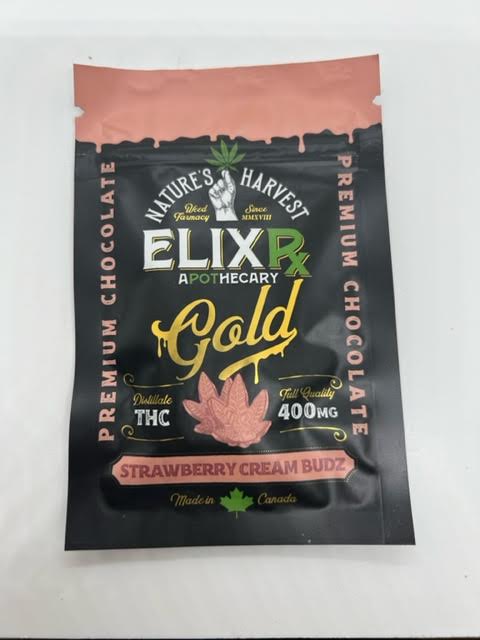 NATURE'S HARVEST
Weed Farmacy
Since MMXVIII
ELIXRx
APOTHECARY
Gold
PREMIUM CHOCOLATE
PREMIUM CHOCOLATE
Distillate
THC
Full Quality
400MG
STRAWBERRY CREAM BUDZ
Made in Canada